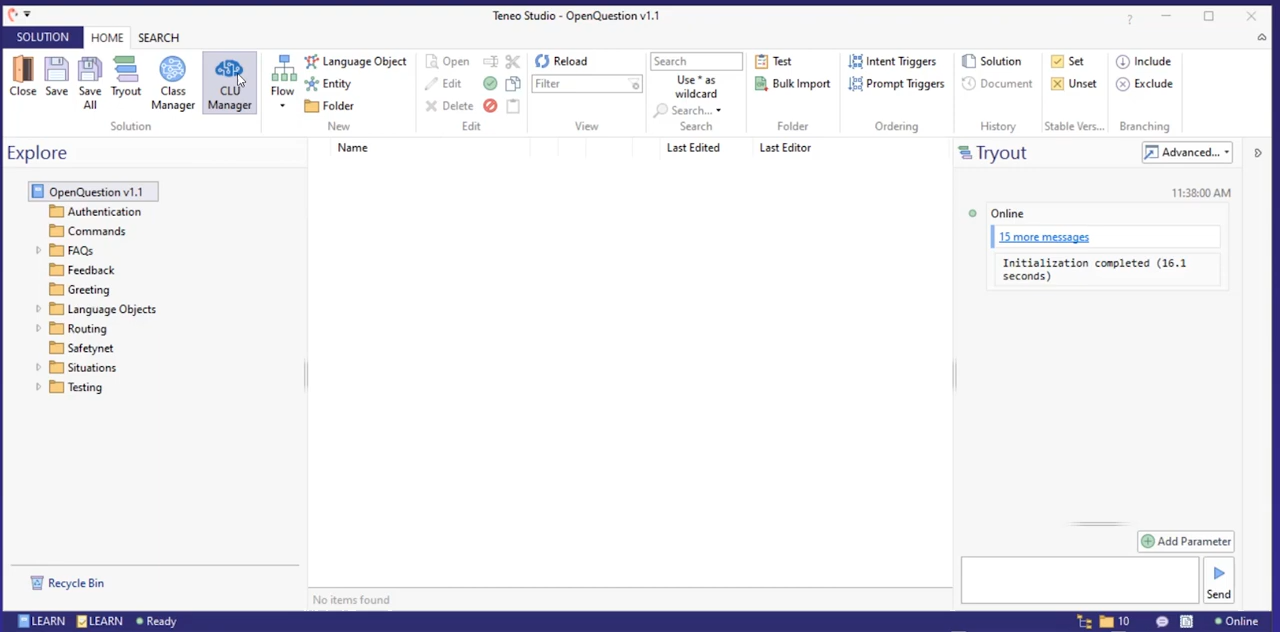 Teneo Studio - OpenQuestion v1.1
?
SOLUTION HOME SEARCH
Close Save Save All Tryout Class Manager CLU Manager
Solution
Flow Language Object
Entity
Folder
New
Open
Edit
Delete
Edit
Reload
Filter
View
Search
Use * as wildcard
Search...
Search
Test
Bulk Import
Folder
Intent Triggers
Prompt Triggers
Ordering
Solution
Document
History
Set
Unset
Stable Vers...
Include
Exclude
Branching
Explore
OpenQuestion v1.1
Authentication
Commands
FAQs
Feedback
Greeting
Language Objects
Routing
Safetynet
Situations
Testing
Recycle Bin
Name Last Edited Last Editor
No items found
Tryout Advanced...
11:38:00 AM
Online
15 more messages
Initialization completed (16.1
seconds)
Add Parameter
Send
LEARN LEARN Ready 10 Online